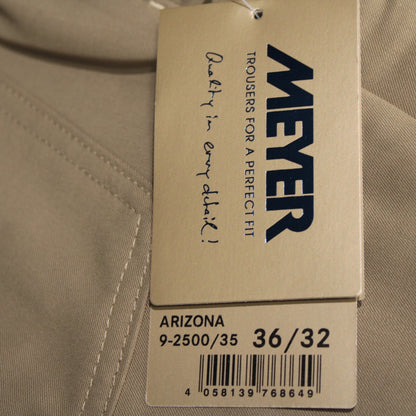 MEYER
TROUSERS FOR A PERFECT FIT
Quality in every detail!
ARIZONA
9-2500/35 36/32
4 058139 768649